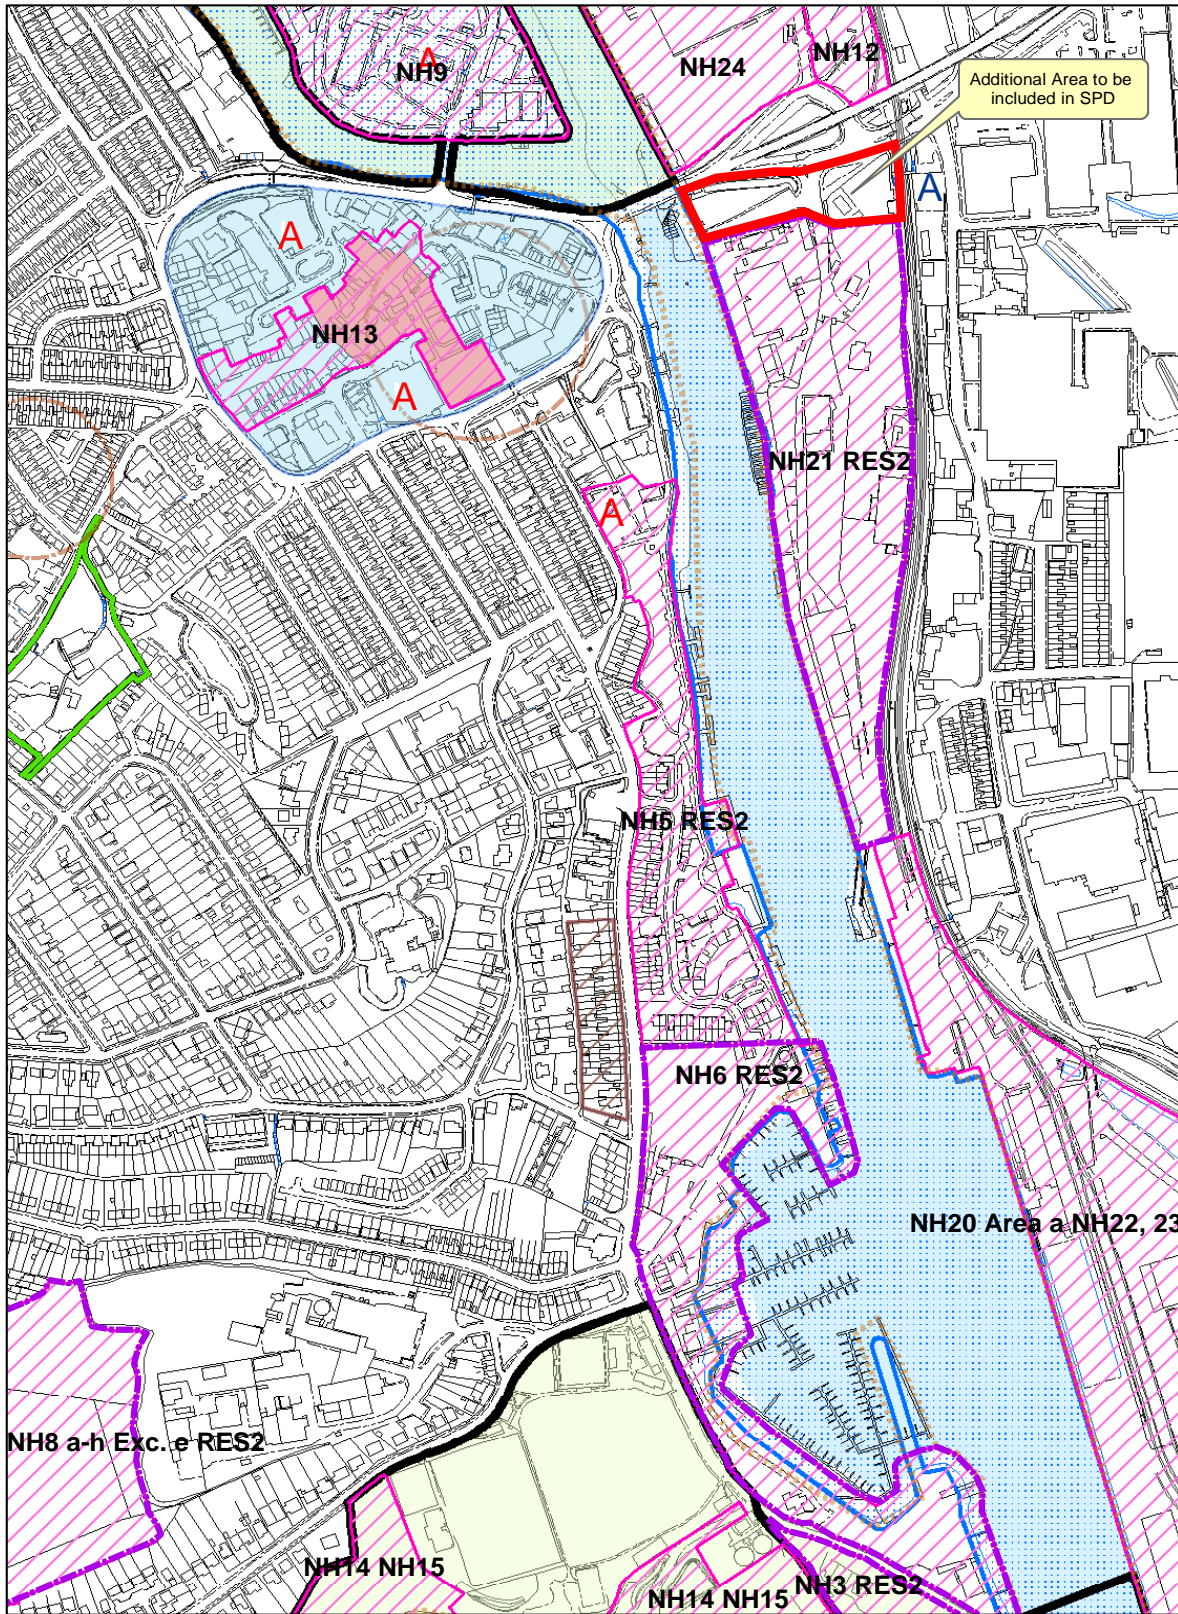 A
NH9
NH24
NH12
Additional Area to be
included in SPD
A
A
NH13
A
NH21 RES2
A
NH5 RES2
NH6 RES2
NH20 Area a NH22, 23
NH8 a-h Exc. e RES2
NH14 NH15
NH14 NH15
NH3 RES2